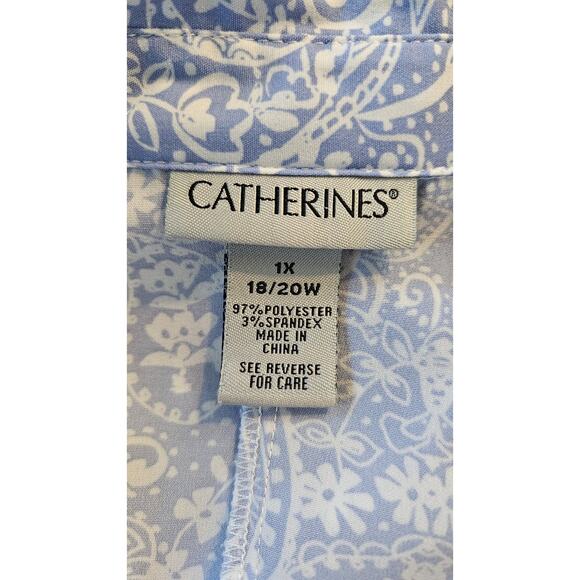 CATHERINES®
1X
18/20W
97%POLYESTER
3%SPANDEX
MADE IN
CHINA
SEE REVERSE
FOR CARE